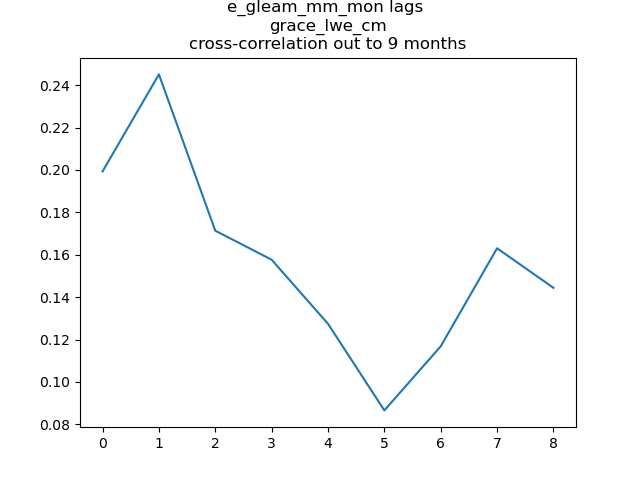 e_gleam_mm_mon lags
grace_lwe_cm
cross-correlation out to 9 months
0.24
0.22
0.20
0.18
0.16
0.14
0.12
0.10
0.08
0 1 2 3 4 5 6 7 8